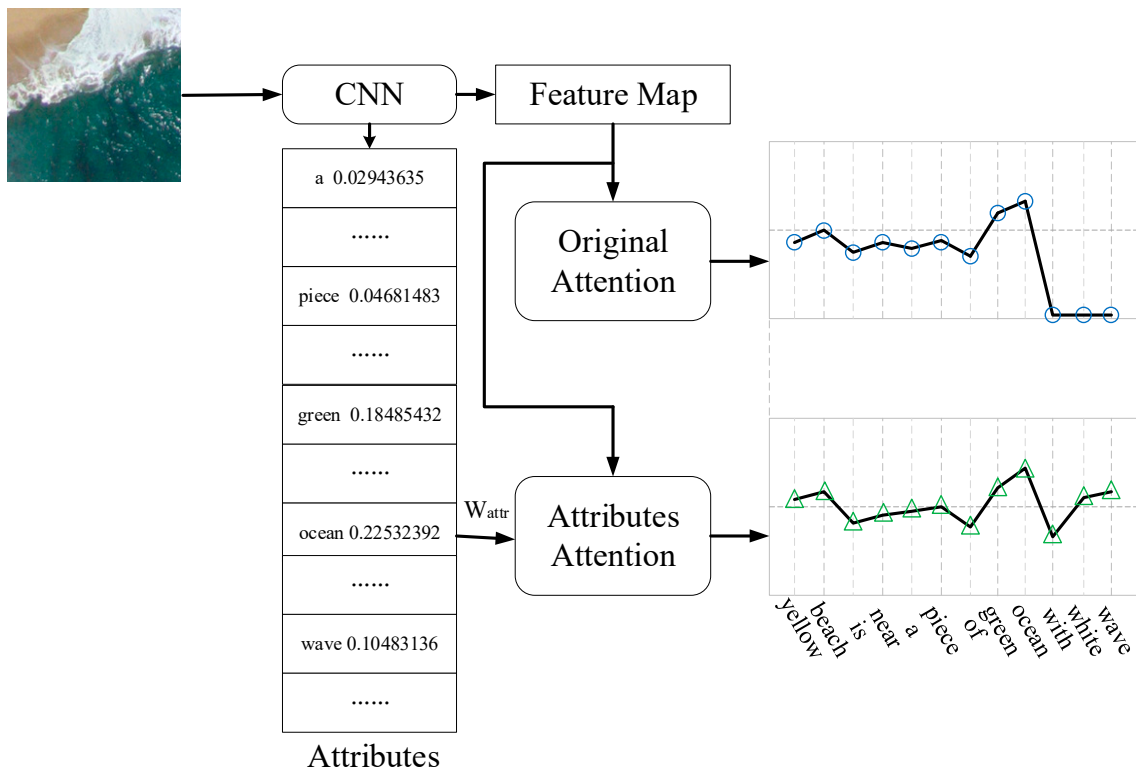 CNN
Feature Map
a 0.02943635
......
piece 0.04681483
......
green 0.18485432
......
ocean 0.22532392
......
wave 0.10483136
......
Attributes
Original
Attention
Wattr
Attributes
Attention
yellow
beach
is
near
a
piece
of
green
ocean
with
white
wave